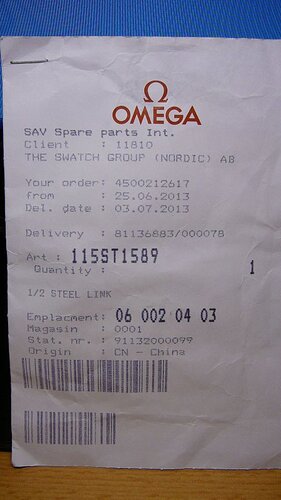 Ω
OMEGA
SAV Spare parts Int.
Client : 11810
THE SWATCH GROUP (NORDIC) AB
Your order: 4500212617
from : 25.06.2013
Del. date : 03.07.2013
Delivery : 81136883/000078
Art : 115ST1589
Quantity : 1
1/2 STEEL LINK
Emplacment: 06 002 04 03
Magasin : 0001
Stat. nr. : 91132000099
Origin : CN - China